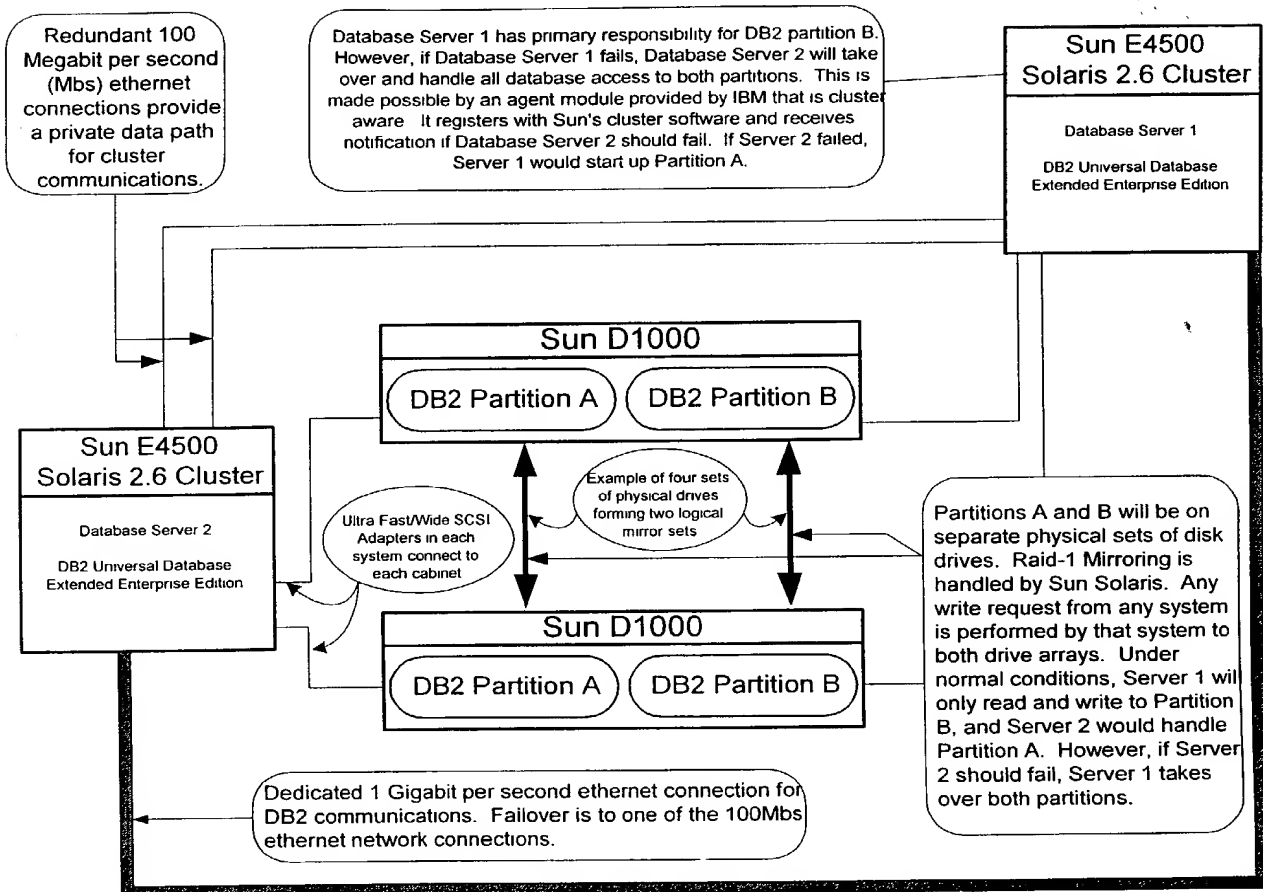 Redundant 100
Megabit per second
(Mbs) ethernet
connections provide
a private data path
for cluster
communications.
Database Server 1 has primary responsibility for DB2 partition B.
However, if Database Server 1 fails, Database Server 2 will take
over and handle all database access to both partitions. This is
made possible by an agent module provided by IBM that is cluster
aware It registers with Sun's cluster software and receives
notification if Database Server 2 should fail. If Server 2 failed,
Server 1 would start up Partition A.
Sun E4500
Solaris 2.6 Cluster
Database Server 1
DB2 Universal Database
Extended Enterprise Edition
Sun D1000
DB2 Partition A
DB2 Partition B
Sun E4500
Solaris 2.6 Cluster
Database Server 2
DB2 Universal Database
Extended Enterprise Edition
Ultra Fast/Wide SCSI
Adapters in each
system connect to
each cabinet
Example of four sets
of physical drives
forming two logical
mirror sets
Partitions A and B will be on
separate physical sets of disk
drives. Raid-1 Mirroring is
handled by Sun Solaris. Any
write request from any system
is performed by that system to
both drive arrays. Under
normal conditions, Server 1 will
only read and write to Partition
B, and Server 2 would handle
Partition A. However, if Server
2 should fail, Server 1 takes
over both partitions.
Sun D1000
DB2 Partition A
DB2 Partition B
Dedicated 1 Gigabit per second ethernet connection for
DB2 communications. Failover is to one of the 100Mbs
ethernet network connections.